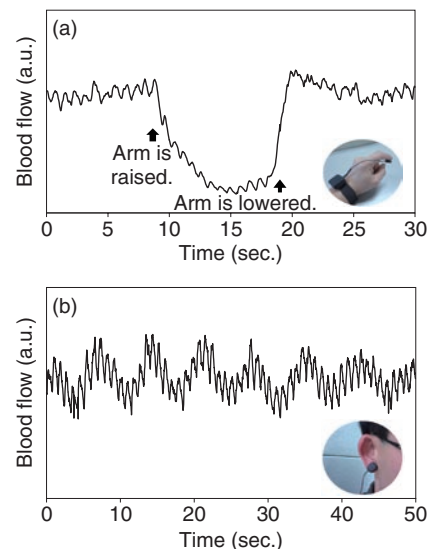 (a)
Blood flow (a.u.)
Arm is
raised.
Arm is lowered.
0 5 10 15 20 25 30
Time (sec.)
(b)
Blood flow (a.u.)
0 10 20 30 40 50
Time (sec.)